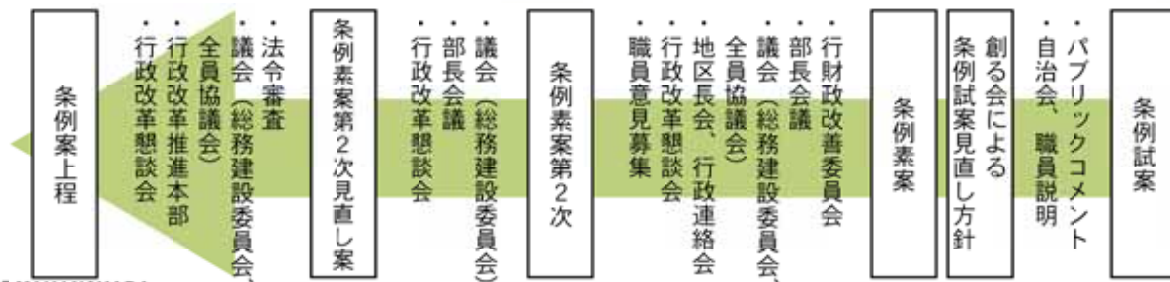 条例試案
・パブリックコメント
・自治会、職員説明
創る会による
条例試案見直し方針
条例素案
・行財政改善委員会
・部長会議
・議会（総務建設委員会、
全員協議会）
・地区長会、行政連絡会
・行政改革懇談会
・職員意見募集
条例素案第２次
・議会（総務建設委員会）
・部長会議
・行政改革懇談会
条例素案第２次見直し案
・法令審査
・議会（総務建設委員会、
全員協議会）
・行政改革推進本部
・行政改革懇談会
条例案上程